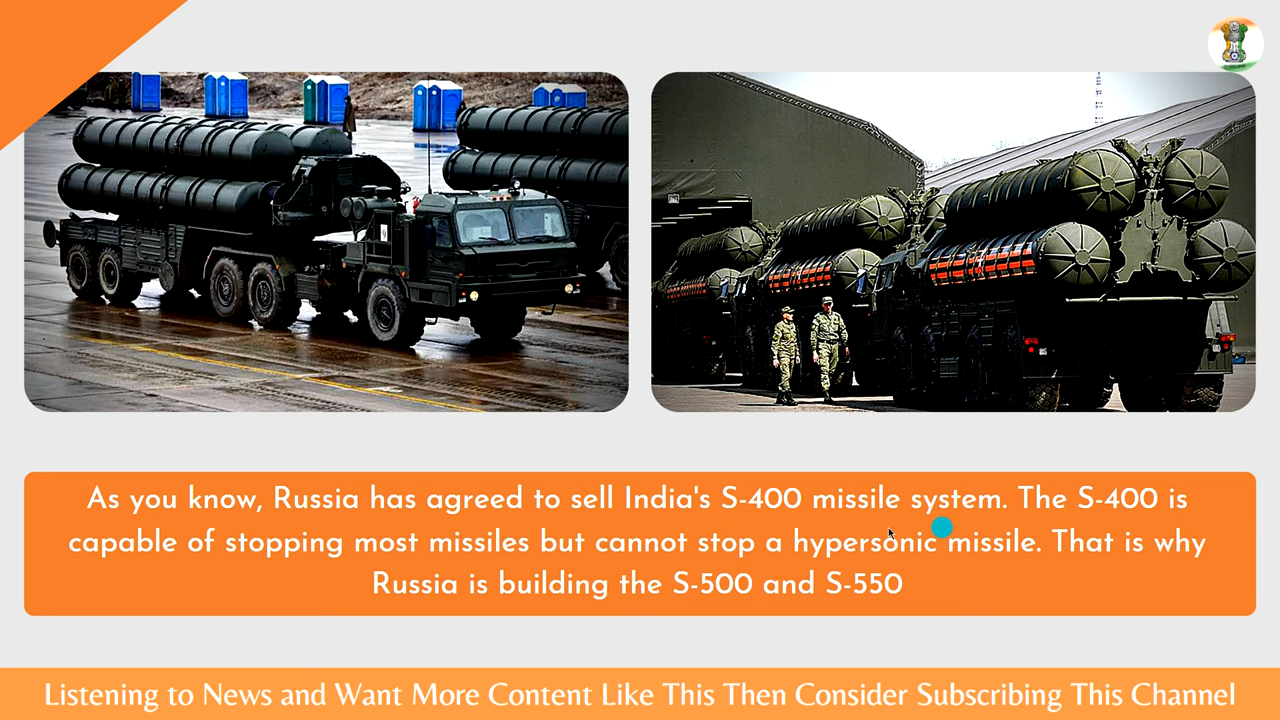 As you know, Russia has agreed to sell India's S-400 missile system. The S-400 is
capable of stopping most missiles but cannot stop a hypersonic missile. That is why
Russia is building the S-500 and S-550
Listening to News and Want More Content Like This Then Consider Subscribing This Channel